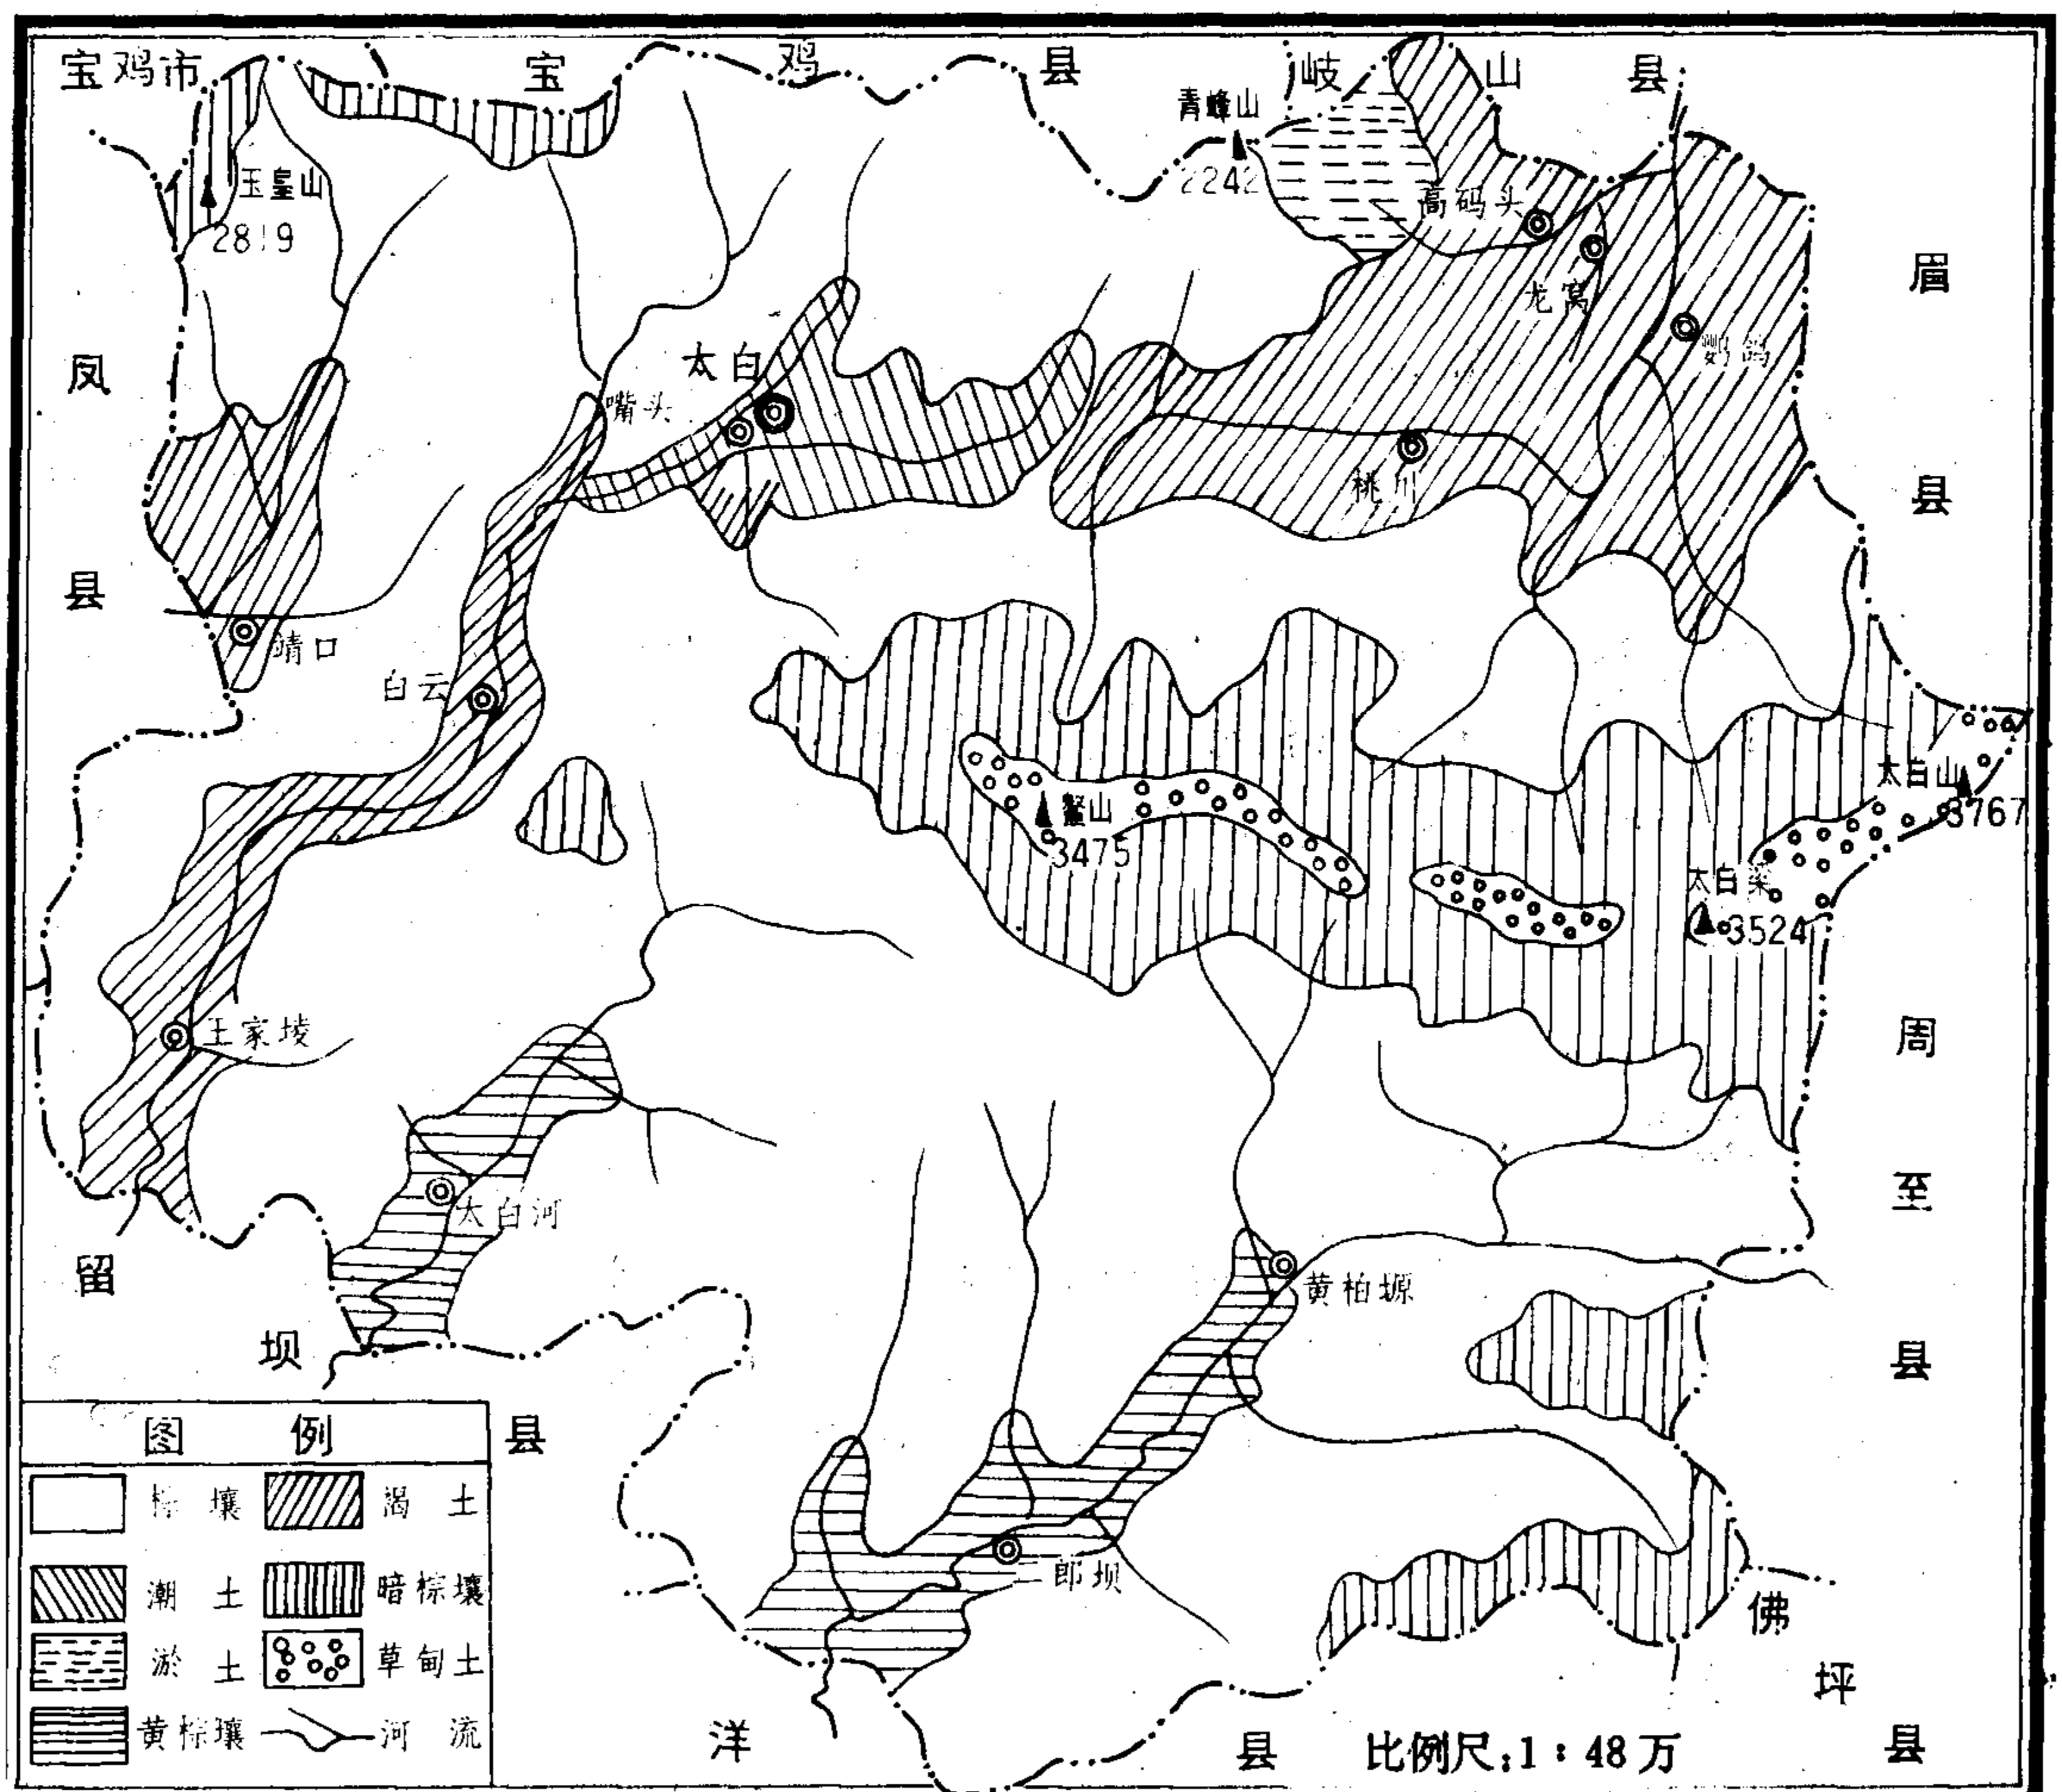 宝鸡市
宝鸡县
岐山县
青蜂山
2242
玉皇山
2819
高码头
龙窝
鹦鸽
眉县
凤县
太白
嘴头
桃川
靖口
白云
太白山
3767
鳌山
3475
太白梁
3524
王家堎
周至县
太白河
留坝县
黄柏塬
二郎坝
佛坪县
洋县
图例
棕壤
褐土
潮土
暗棕壤
淤土
草甸土
黄棕壤
河流
比例尺:1:48万